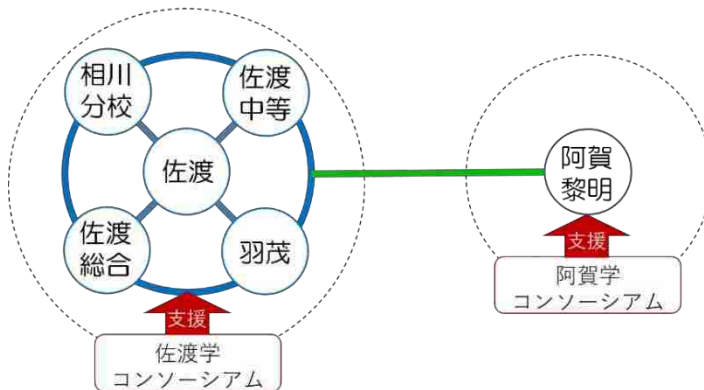 相川
分校
佐渡
中等
佐渡
阿賀
黎明
佐渡
総合
羽茂
支援
阿賀学
コンソーシアム
支援
佐渡学
コンソーシアム